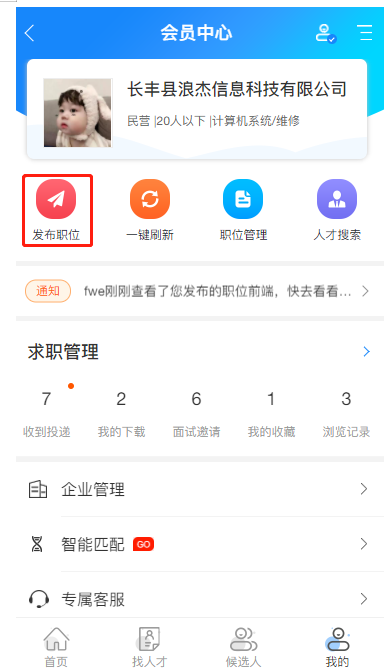 会员中心
长丰县浪杰信息科技有限公司
民营 |20人以下 |计算机系统/维修
发布职位 一键刷新 职位管理 人才搜索
通知 fwe刚刚查看了您发布的职位前端，快去看看...
求职管理
7 2 6 1 3
收到投递 我的下载 面试邀请 我的收藏 浏览记录
企业管理
智能匹配 GO
专属客服
首页 找人才 候选人 我的